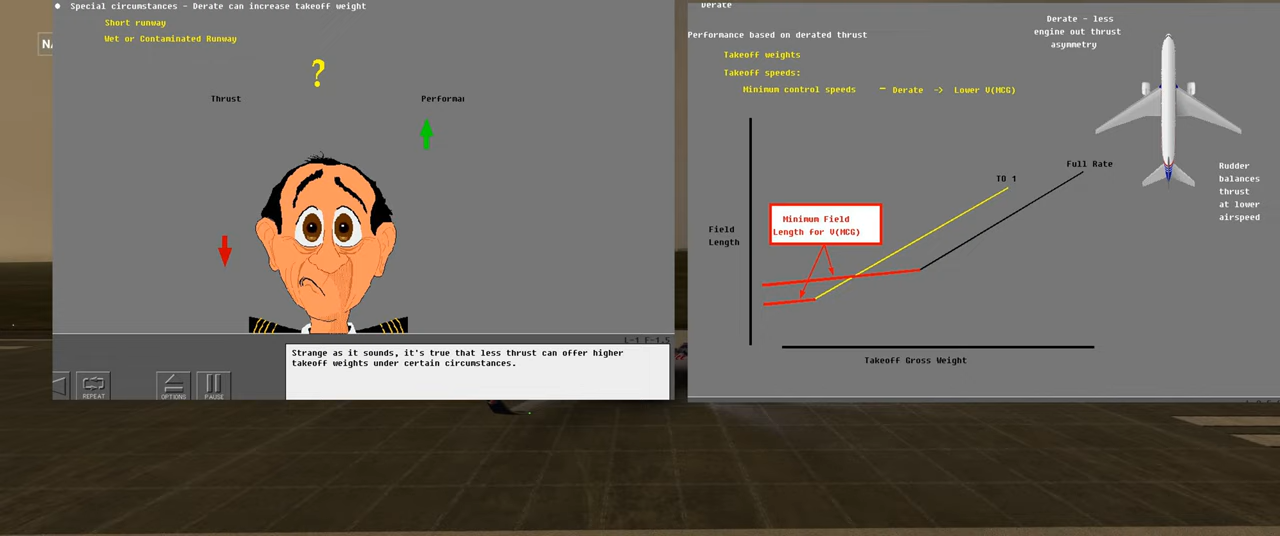 Special circumstances - Derate can increase takeoff weight
Short runway
Wet or Contaminated Runway
?
Thrust
L-1 F-1.5
Strange as it sounds, it's true that less thrust can offer higher
takeoff weights under certain circumstances.
REPEAT
OPTIONS
PAUSE
Derate
Performance based on derated thrust
Takeoff weights
Takeoff speeds:
Minimum control speeds - Derate -> Lower V(MCG)
Derate - less
engine out thrust
asymmetry
Full Rate
TO 1
Rudder
balances
thrust
at lower
airspeed
Minimum Field
Length for V(MCG)
Field
Length
Takeoff Gross Weight